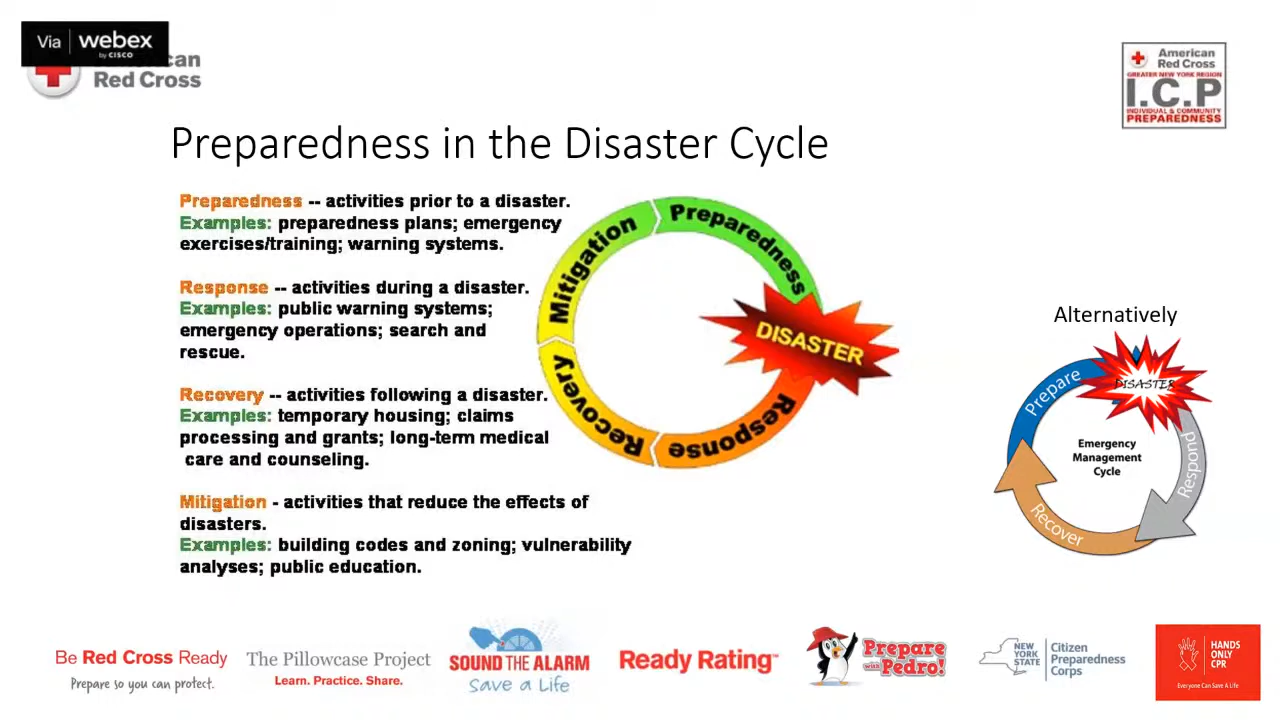 Via webex
by CISCO
American
Red Cross
American
Red Cross
GREATER NEW YORK REGION
I.C.P
INDIVIDUAL & COMMUNITY
PREPAREDNESS
Preparedness in the Disaster Cycle
Preparedness -- activities prior to a disaster.
Examples: preparedness plans; emergency
exercises/training; warning systems.
Response -- activities during a disaster.
Examples: public warning systems;
emergency operations; search and
rescue.
Recovery -- activities following a disaster.
Examples: temporary housing; claims
processing and grants; long-term medical
care and counseling.
Mitigation - activities that reduce the effects of
disasters.
Examples: building codes and zoning; vulnerability
analyses; public education.
Mitigation
Preparedness
DISASTER
Response
Recovery
Alternatively
Prepare
DISASTER
Respond
Recover
Emergency
Management
Cycle
Be Red Cross Ready
Prepare so you can protect.
The Pillowcase Project
Learn. Practice. Share.
SOUND THE ALARM
Save a Life
Ready Rating™
Prepare
with
Pedro!
NEW
YORK
STATE
Citizen
Preparedness
Corps
HANDS
ONLY
CPR
Everyone Can Save A Life